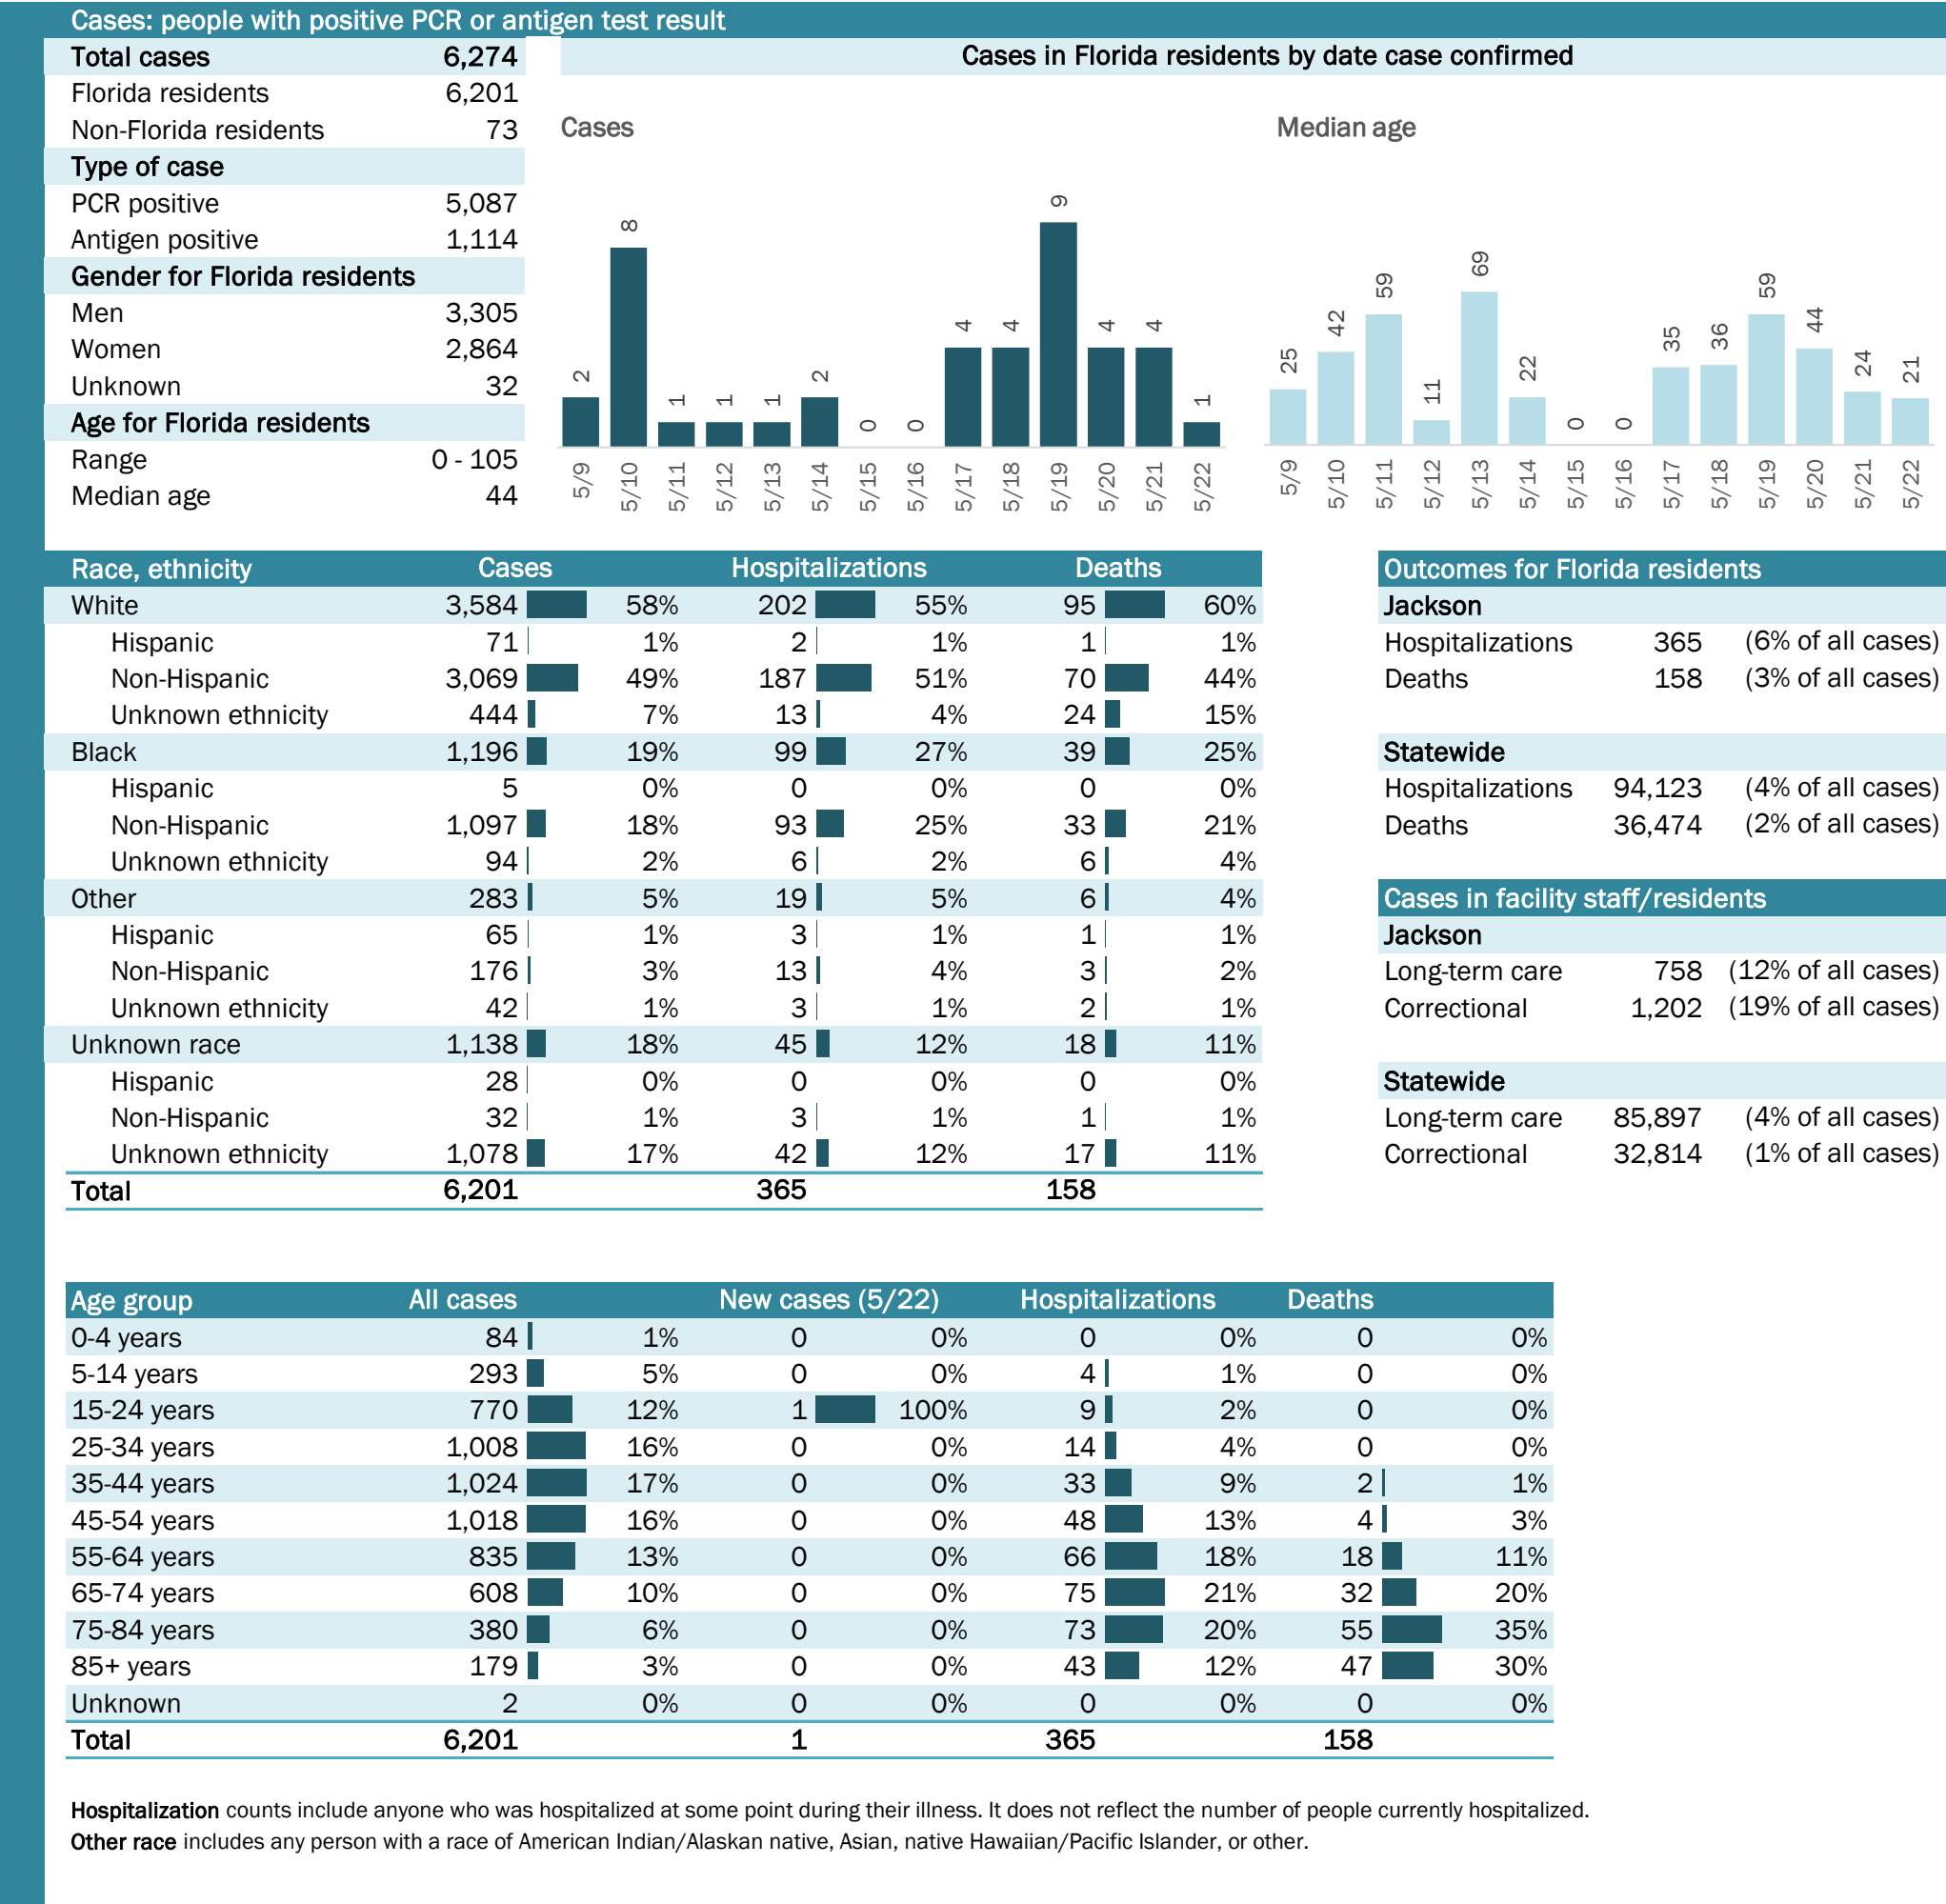 Cases: people with positive PCR or antigen test result
Total cases 6,274
Florida residents 6,201
Non-Florida residents 73
Type of case
PCR positive 5,087
Antigen positive 1,114
Gender for Florida residents
Men 3,305
Women 2,864
Unknown 32
Age for Florida residents
Range 0 - 105
Median age 44
Cases in Florida residents by date case confirmed
Cases
2 8 1 1 1 2 0 0 4 4 9 4 4 1
5/9 5/10 5/11 5/12 5/13 5/14 5/15 5/16 5/17 5/18 5/19 5/20 5/21 5/22
Median age
25 42 59 11 69 22 0 0 35 36 59 44 24 21
5/9 5/10 5/11 5/12 5/13 5/14 5/15 5/16 5/17 5/18 5/19 5/20 5/21 5/22
Race, ethnicity Cases Hospitalizations Deaths
White 3,584 58% 202 55% 95 60%
Hispanic 71 1% 2 1% 1 1%
Non-Hispanic 3,069 49% 187 51% 70 44%
Unknown ethnicity 444 7% 13 4% 24 15%
Black 1,196 19% 99 27% 39 25%
Hispanic 5 0% 0 0% 0 0%
Non-Hispanic 1,097 18% 93 25% 33 21%
Unknown ethnicity 94 2% 6 2% 6 4%
Other 283 5% 19 5% 6 4%
Hispanic 65 1% 3 1% 1 1%
Non-Hispanic 176 3% 13 4% 3 2%
Unknown ethnicity 42 1% 3 1% 2 1%
Unknown race 1,138 18% 45 12% 18 11%
Hispanic 28 0% 0 0% 0 0%
Non-Hispanic 32 1% 3 1% 1 1%
Unknown ethnicity 1,078 17% 42 12% 17 11%
Total 6,201 365 158
Outcomes for Florida residents
Jackson
Hospitalizations 365 (6% of all cases)
Deaths 158 (3% of all cases)
Statewide
Hospitalizations 94,123 (4% of all cases)
Deaths 36,474 (2% of all cases)
Cases in facility staff/residents
Jackson
Long-term care 758 (12% of all cases)
Correctional 1,202 (19% of all cases)
Statewide
Long-term care 85,897 (4% of all cases)
Correctional 32,814 (1% of all cases)
Age group All cases New cases (5/22) Hospitalizations Deaths
0-4 years 84 1% 0 0% 0 0% 0 0%
5-14 years 293 5% 0 0% 4 1% 0 0%
15-24 years 770 12% 1 100% 9 2% 0 0%
25-34 years 1,008 16% 0 0% 14 4% 0 0%
35-44 years 1,024 17% 0 0% 33 9% 2 1%
45-54 years 1,018 16% 0 0% 48 13% 4 3%
55-64 years 835 13% 0 0% 66 18% 18 11%
65-74 years 608 10% 0 0% 75 21% 32 20%
75-84 years 380 6% 0 0% 73 20% 55 35%
85+ years 179 3% 0 0% 43 12% 47 30%
Unknown 2 0% 0 0% 0 0% 0 0%
Total 6,201 1 365 158
Hospitalization counts include anyone who was hospitalized at some point during their illness. It does not reflect the number of people currently hospitalized.
Other race includes any person with a race of American Indian/Alaskan native, Asian, native Hawaiian/Pacific Islander, or other.